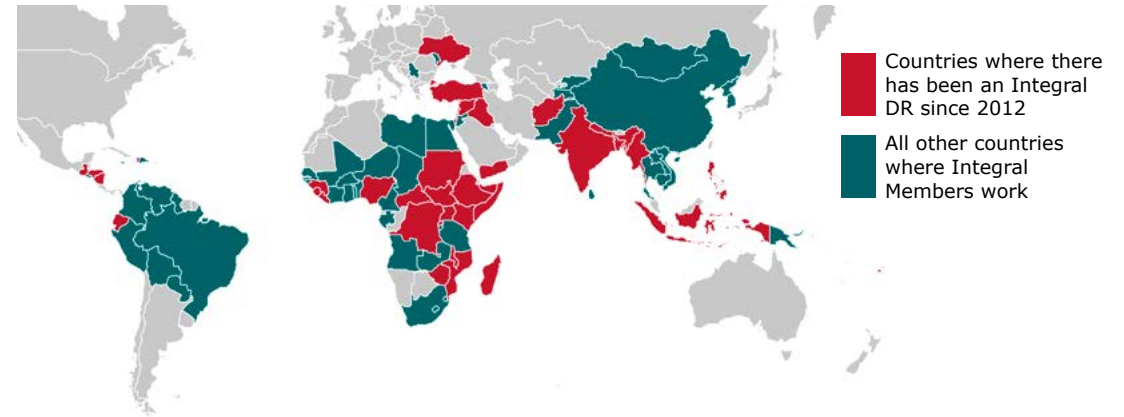 Countries where there
has been an Integral
DR since 2012
All other countries
where Integral
Members work